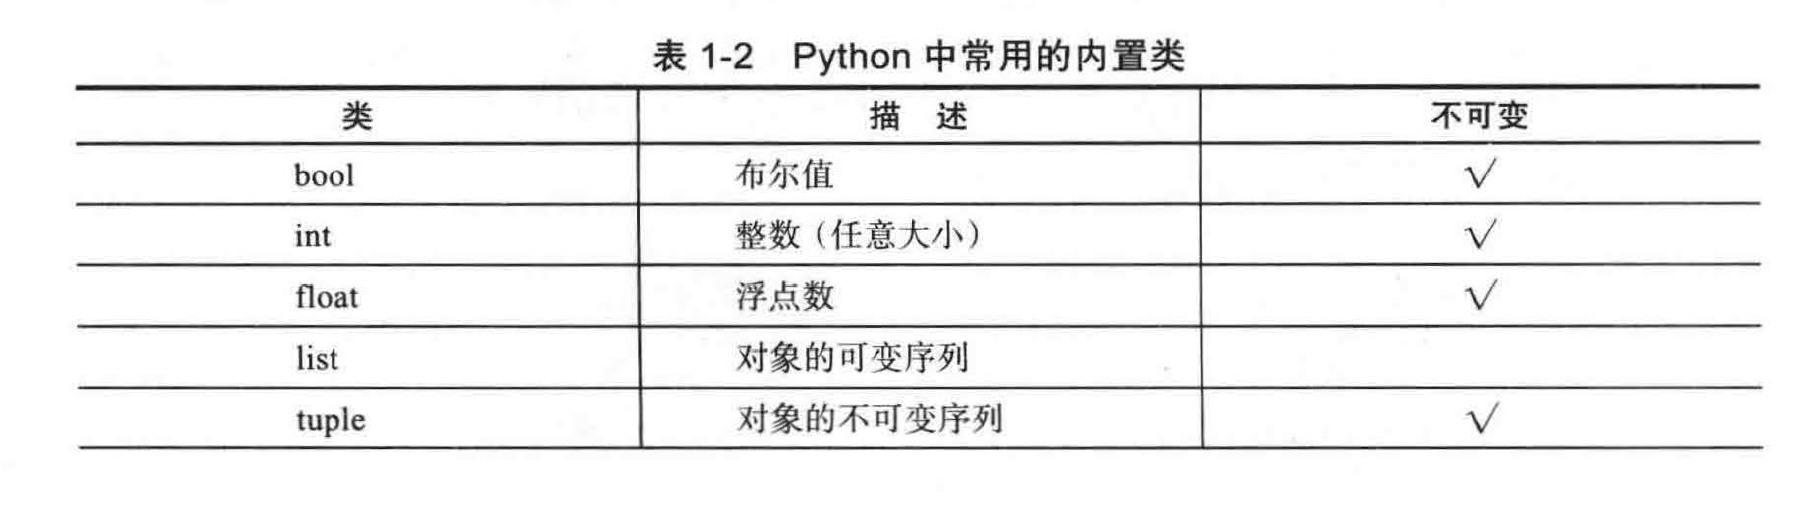 表 1-2 Python 中常用的内置类
类 描 述 不可变
bool 布尔值 √
int 整数（任意大小） √
float 浮点数 √
list 对象的可变序列
tuple 对象的不可变序列 √